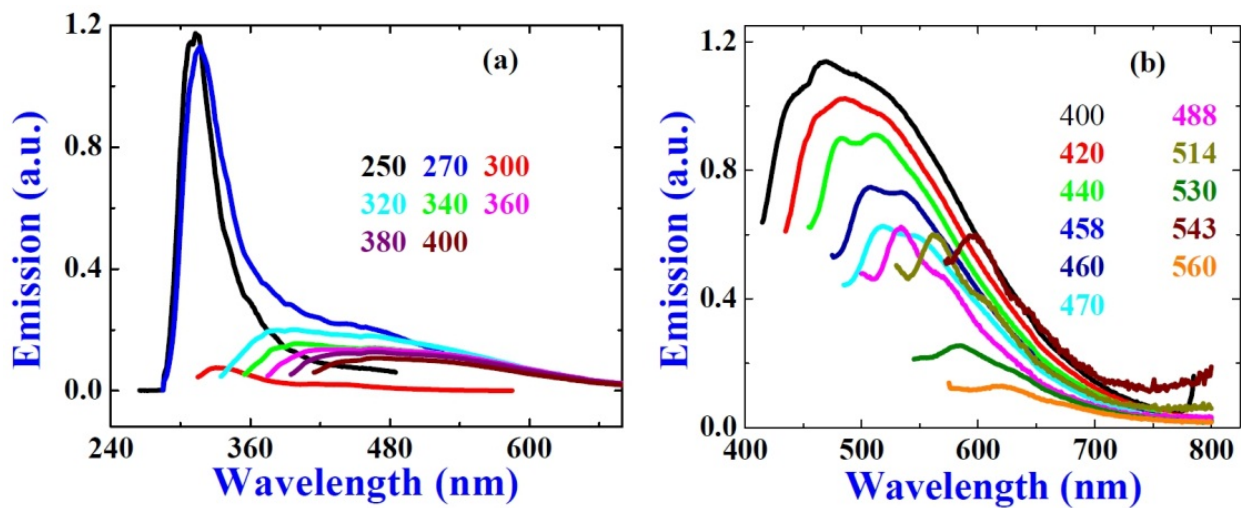 (a)
1.2
0.8
0.4
0.0
Emission (a.u.)
250 270 300
320 340 360
380 400
240 360 480 600
Wavelength (nm)
(b)
1.2
0.8
0.4
0.0
Emission (a.u.)
400 488
420 514
440 530
458 543
460 560
470
400 500 600 700 800
Wavelength (nm)